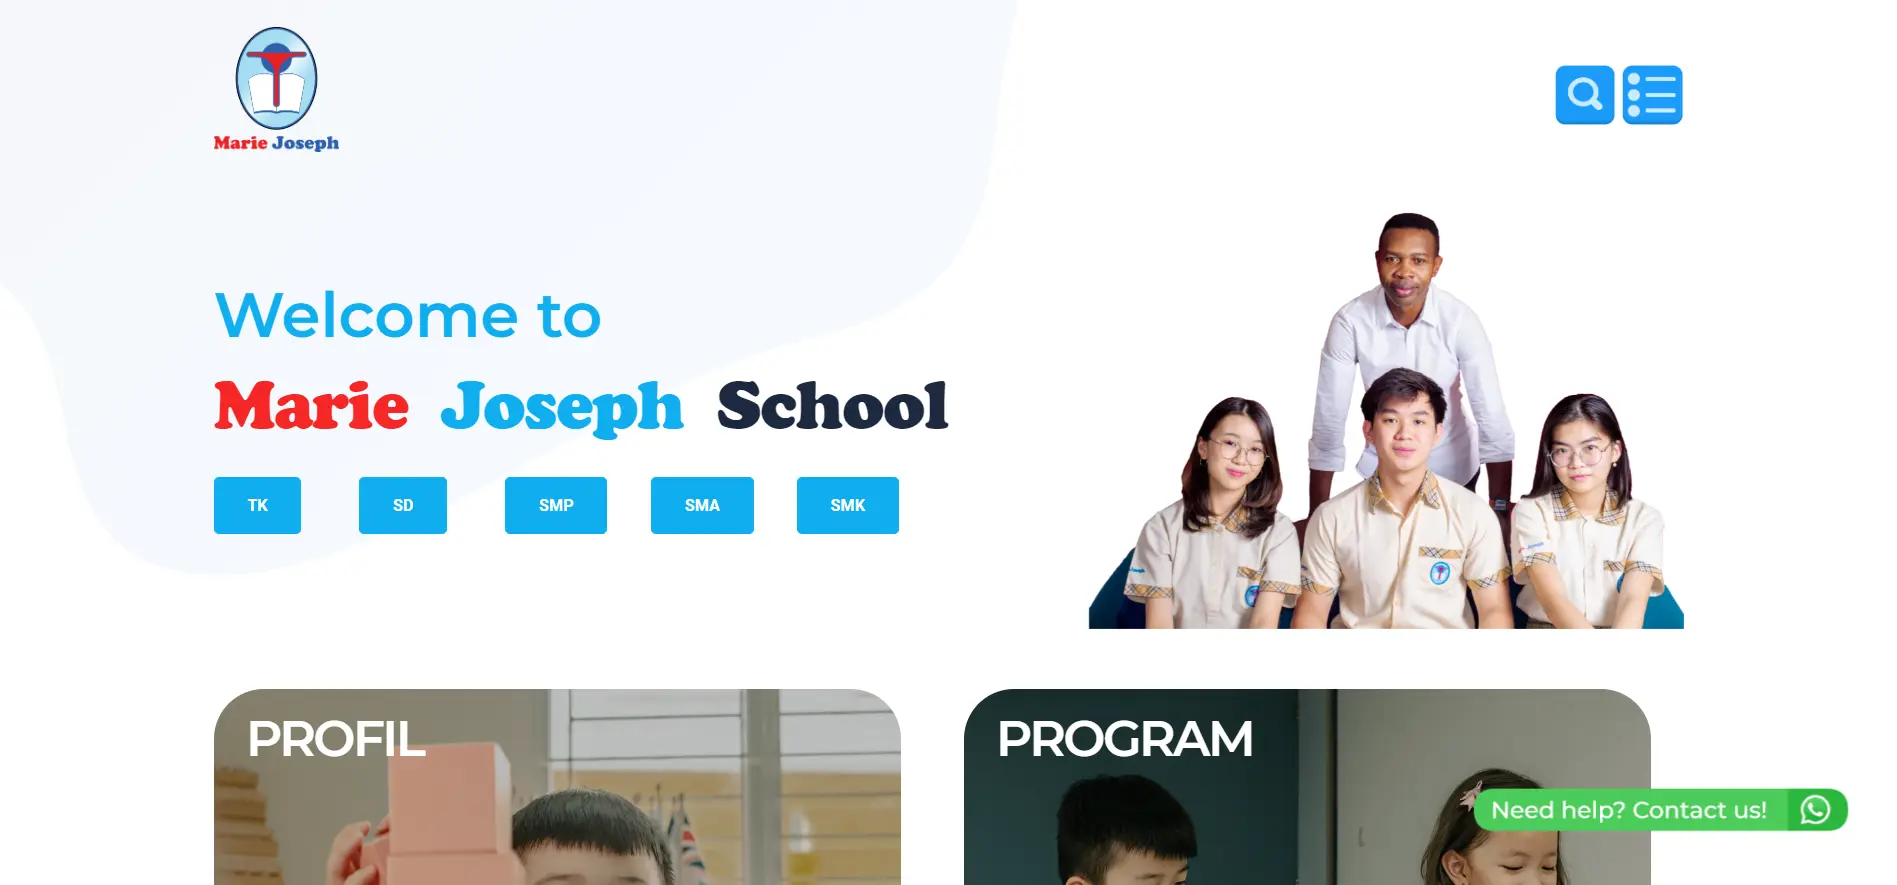 Marie Joseph
Welcome to
Marie Joseph School
TK SD SMP SMA SMK
PROFIL
PROGRAM
Need help? Contact us!